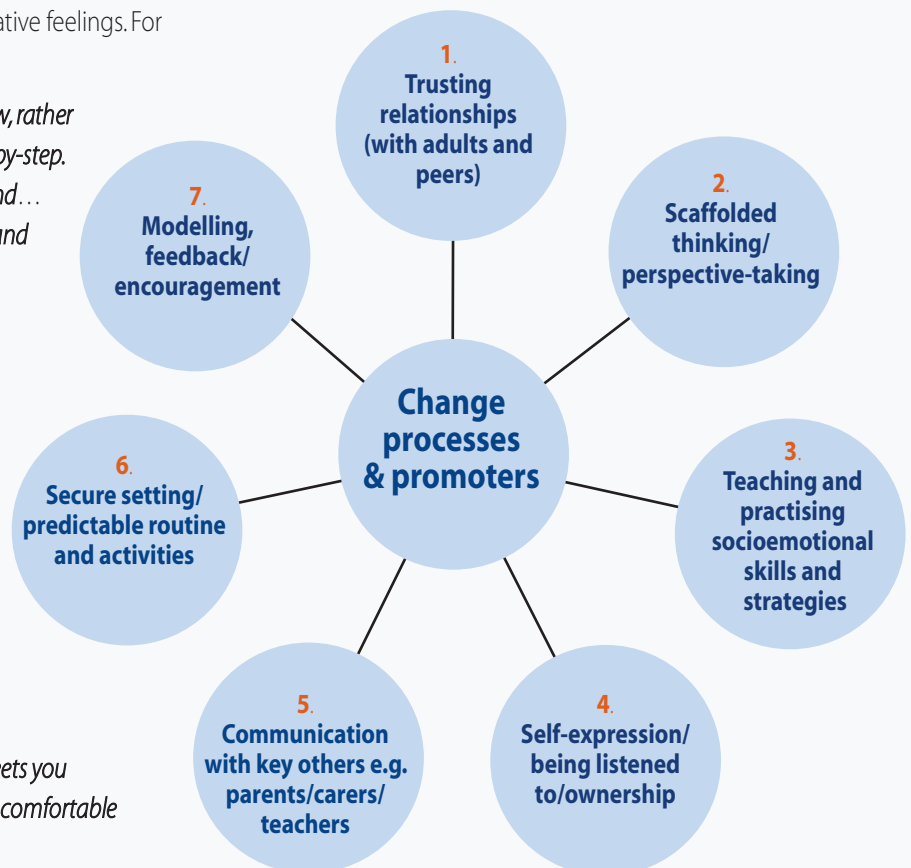 ative feelings. For
rather
by-step.
nd…
and
eets you
comfortable
1.
Trusting
relationships
(with adults and
peers)
2.
Scaffolded
thinking/
perspective-taking
3.
Teaching and
practising
socioemotional
skills and
strategies
4.
Self-expression/
being listened
to/ownership
5.
Communication
with key others e.g.
parents/carers/
teachers
6.
Secure setting/
predictable routine
and activities
7.
Modelling,
feedback/
encouragement
Change
processes
& promoters